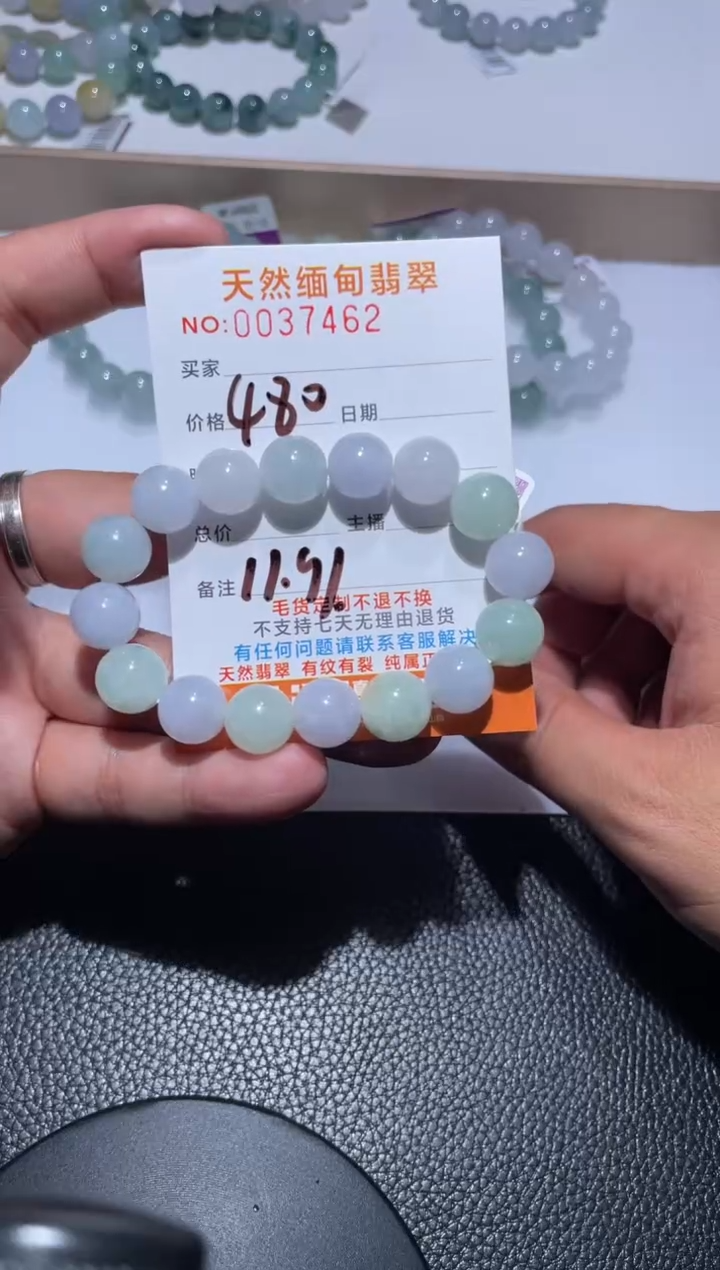 天然缅甸翡翠
NO:0037462
买家
价格 480 日期
总价 主播
备注 11.91
毛货定制不退不换
不支持七天无理由退货
有任何问题请联系客服解决
天然翡翠 有纹有裂 纯属正